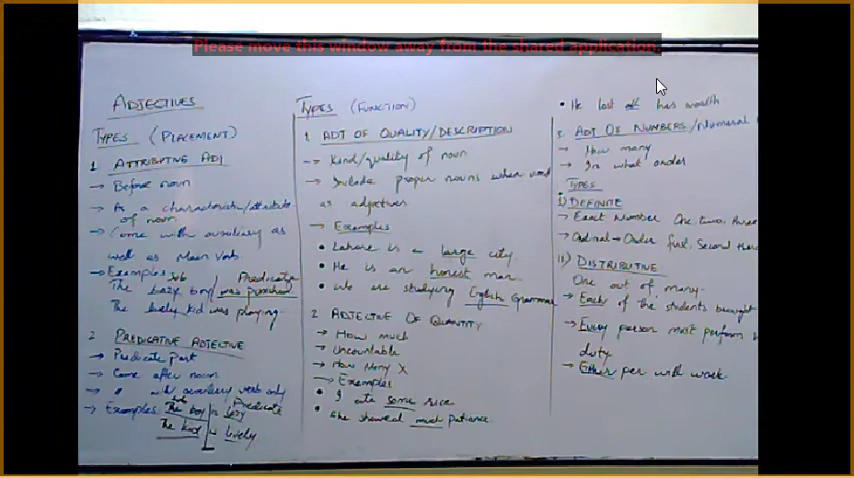 Please move this window away from the shared application.
ADJECTIVES
TYPES (PLACEMENT)
1 ATTRIBUTIVE ADJ
→ Before noun
→ As a characteristic/attribute
of noun
→ Come with auxiliary as
well as Main Verb.
→ Examples Sub / Predicate
The lazy boy was punished
The lively kid was playing.
2 PREDICATIVE ADJECTIVE
→ Predicate Part
→ Come after noun
→ with auxiliary verb only
→ Examples Sub Predicate
The boy is lazy
The kid is lively
TYPES (FUNCTION)
1 ADJ OF QUALITY/DESCRIPTION
→ Kind/quality of noun
→ Include proper nouns when used
as adjectives
→ Examples
• Lahore is a large city.
• He is an honest man.
• We are studying English Grammar
2 ADJECTIVE OF QUANTITY
→ How much
→ Uncountable
→ How Many X
→ Examples
• I ate some rice.
• She showed much patience.
• He lost all his wealth
3. ADJ OF NUMBERS/Numeral
→ How many
→ In what order
TYPES
i) DEFINITE
→ Exact Number One, two, three
→ Ordinal → Order first, Second
II) DISTRIBUTIVE
One out of many.
→ Each of the students brought
→ Every person must perform
duty
→ Either pen will work.